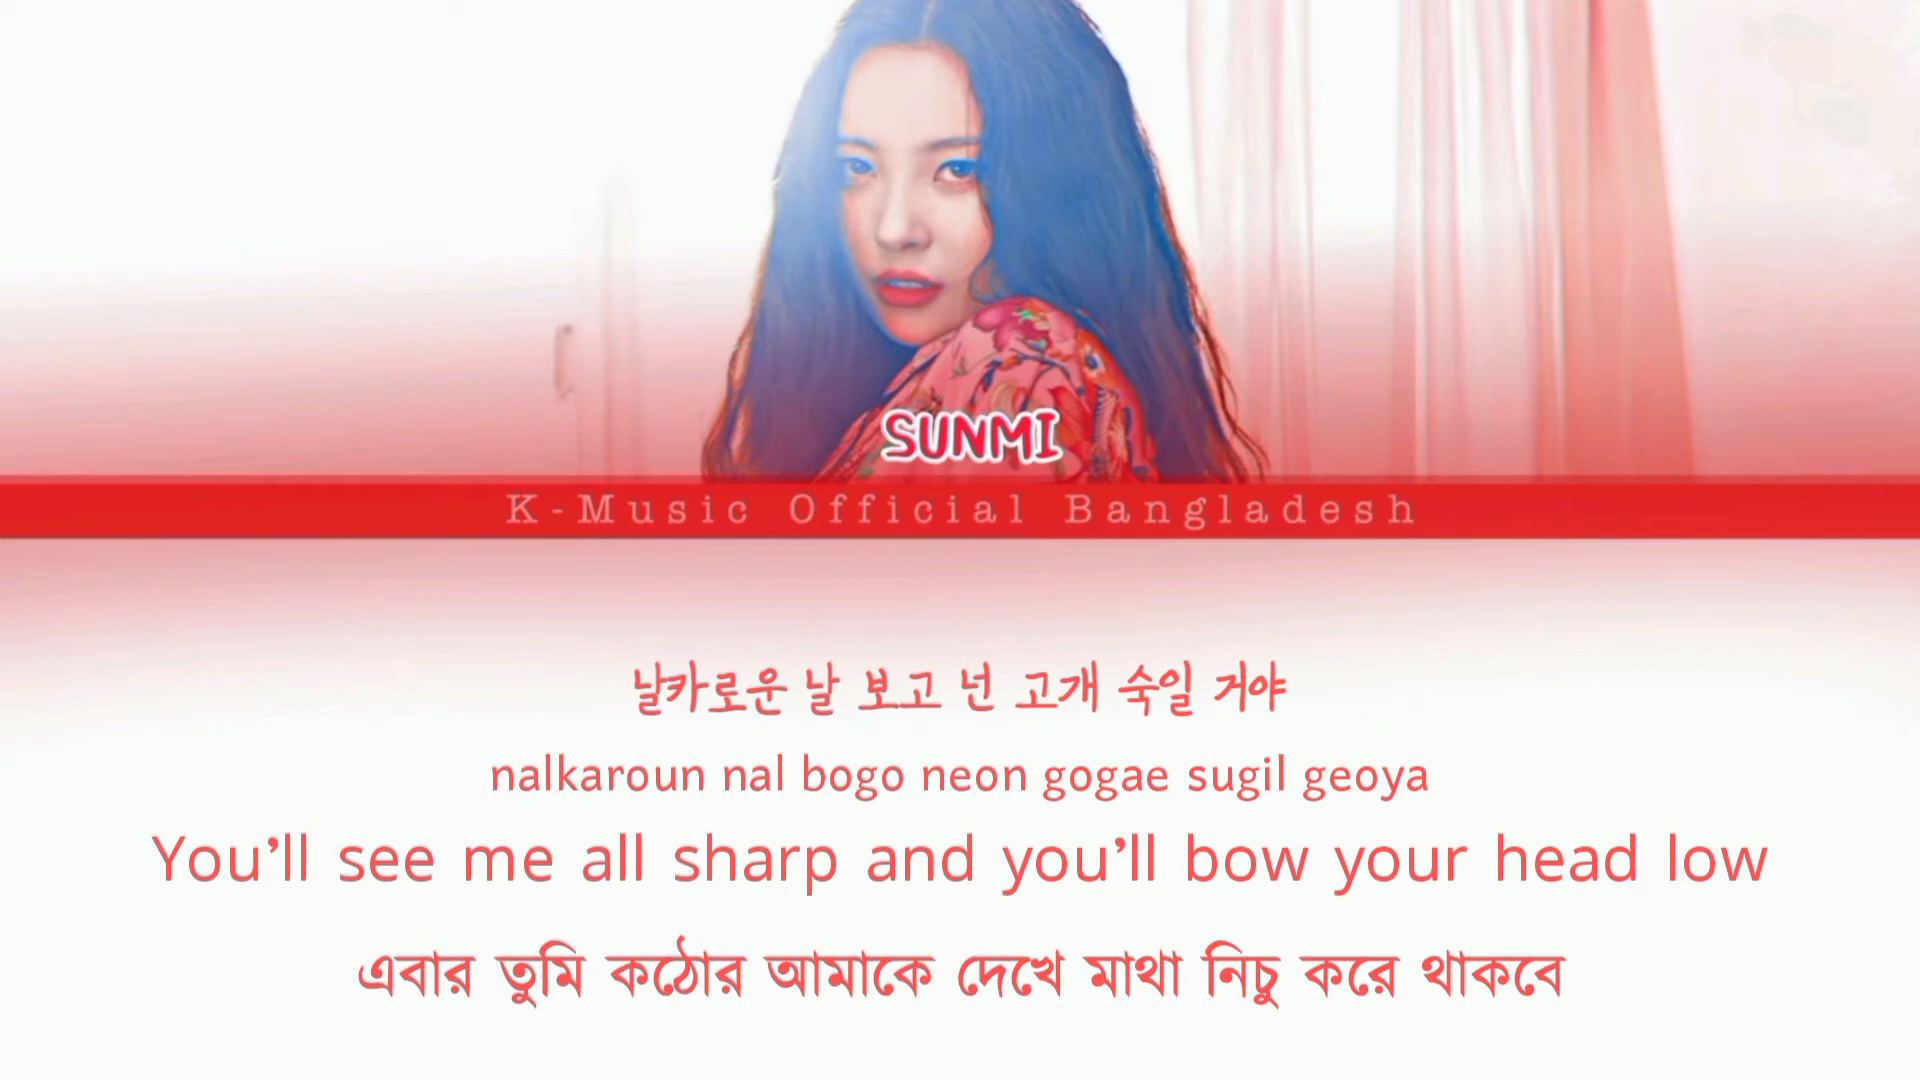 SUNMI
K-Music Official Bangladesh
날카로운 날 보고 넌 고개 숙일 거야
nalkaroun nal bogo neon gogae sugil geoya
You’ll see me all sharp and you’ll bow your head low
এবার তুমি কঠোর আমাকে দেখে মাথা নিচু করে থাকবে